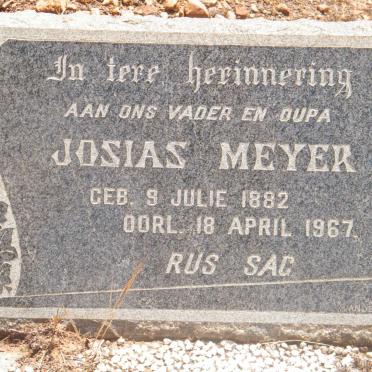 In tere herinnering
AAN ONS VADER EN OUPA
JOSIAS MEYER
GEB. 9 JULIE 1882
OORL. 18 APRIL 1967.
RUS SAG